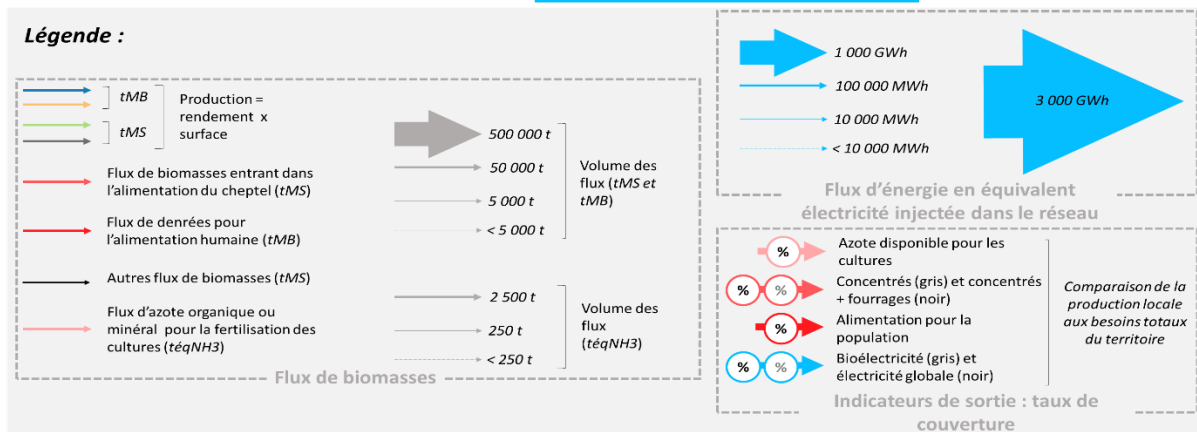 Légende :
tMB
tMS
Production =
rendement x
surface
Flux de biomasses entrant dans
l'alimentation du cheptel (tMS)
Flux de denrées pour
l'alimentation humaine (tMB)
Autres flux de biomasses (tMS)
Flux d'azote organique ou
minéral pour la fertilisation des
cultures (téqNH3)
500 000 t
50 000 t
5 000 t
< 5 000 t
Volume des
flux (tMS et
tMB)
2 500 t
250 t
< 250 t
Volume des
flux
(téqNH3)
Flux de biomasses
1 000 GWh
100 000 MWh
10 000 MWh
< 10 000 MWh
3 000 GWh
Flux d'énergie en équivalent
électricité injectée dans le réseau
%
Azote disponible pour les
cultures
% %
Concentrés (gris) et concentrés
+ fourrages (noir)
%
Alimentation pour la
population
% %
Bioélectricité (gris) et
électricité globale (noir)
Comparaison de la
production locale
aux besoins totaux
du territoire
Indicateurs de sortie : taux de
couverture